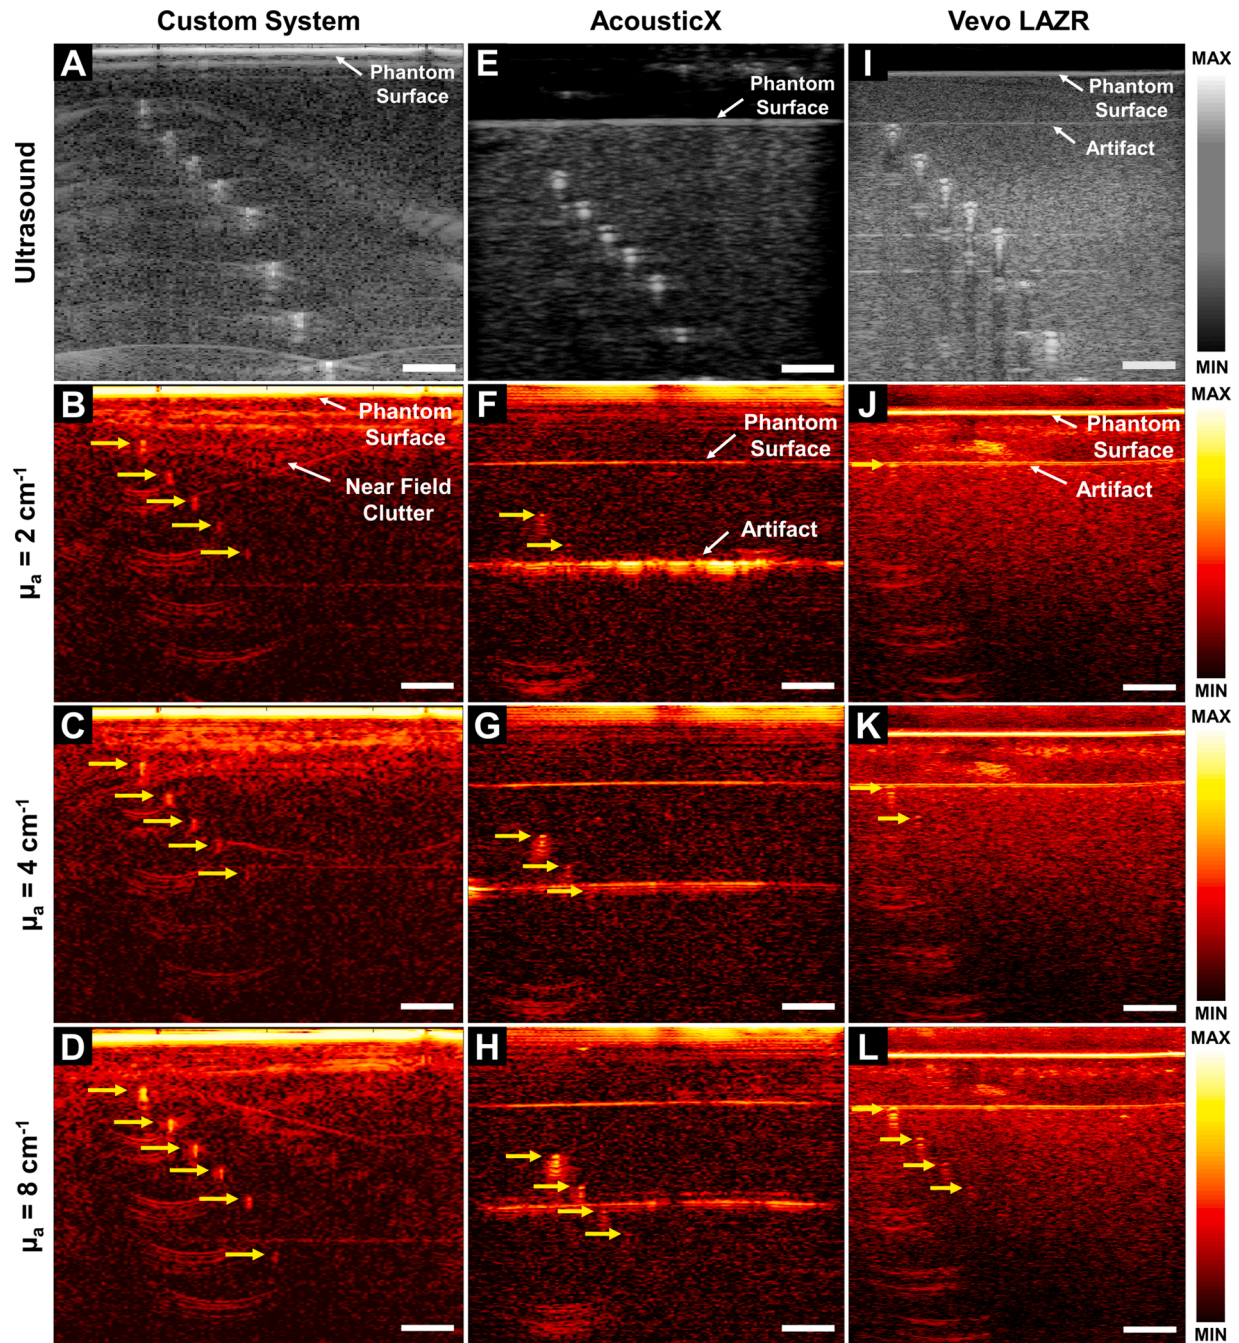 Custom System
AcousticX
Vevo LAZR
Ultrasound
A
Phantom
Surface
E
Phantom
Surface
I
Phantom
Surface
Artifact
MAX
MIN
μa = 2 cm-1
B
Phantom
Surface
Near Field
Clutter
F
Phantom
Surface
Artifact
J
Phantom
Surface
Artifact
MAX
MIN
μa = 4 cm-1
C
G
K
MAX
MIN
μa = 8 cm-1
D
H
L
MAX
MIN